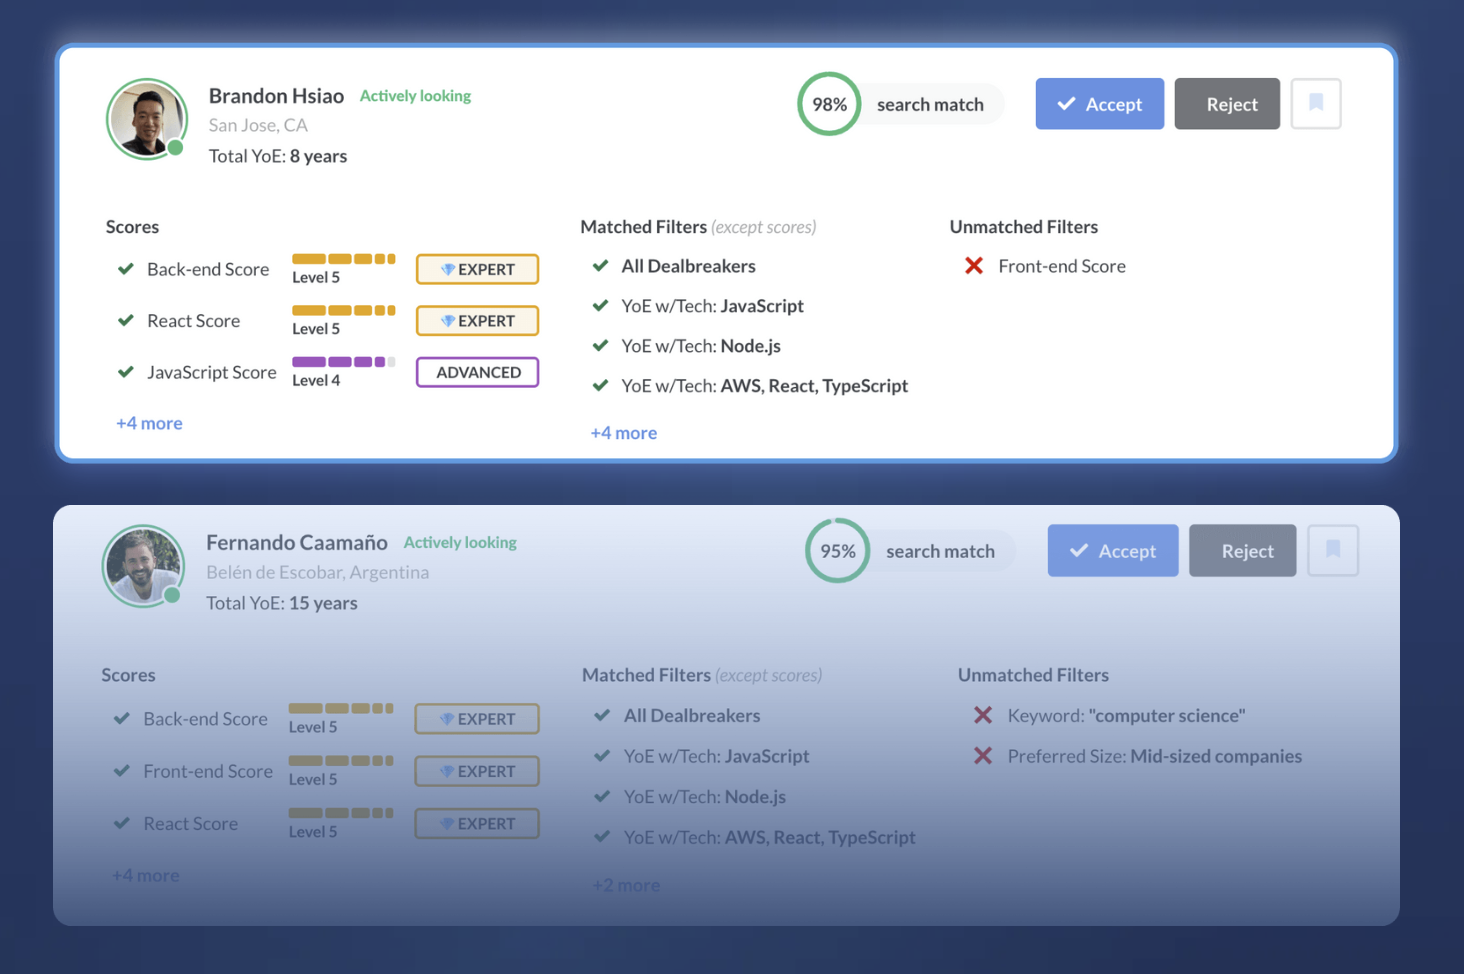 Brandon Hsiao Actively looking
San Jose, CA
Total YoE: 8 years
98% search match
Accept
Reject
Scores
Back-end Score Level 5 EXPERT
React Score Level 5 EXPERT
JavaScript Score Level 4 ADVANCED
+4 more
Matched Filters (except scores)
All Dealbreakers
YoE w/Tech: JavaScript
YoE w/Tech: Node.js
YoE w/Tech: AWS, React, TypeScript
+4 more
Unmatched Filters
Front-end Score
Fernando Caamaño Actively looking
Belén de Escobar, Argentina
Total YoE: 15 years
95% search match
Accept
Reject
Scores
Back-end Score Level 5 EXPERT
Front-end Score Level 5 EXPERT
React Score Level 5 EXPERT
+4 more
Matched Filters (except scores)
All Dealbreakers
YoE w/Tech: JavaScript
YoE w/Tech: Node.js
YoE w/Tech: AWS, React, TypeScript
+2 more
Unmatched Filters
Keyword: "computer science"
Preferred Size: Mid-sized companies